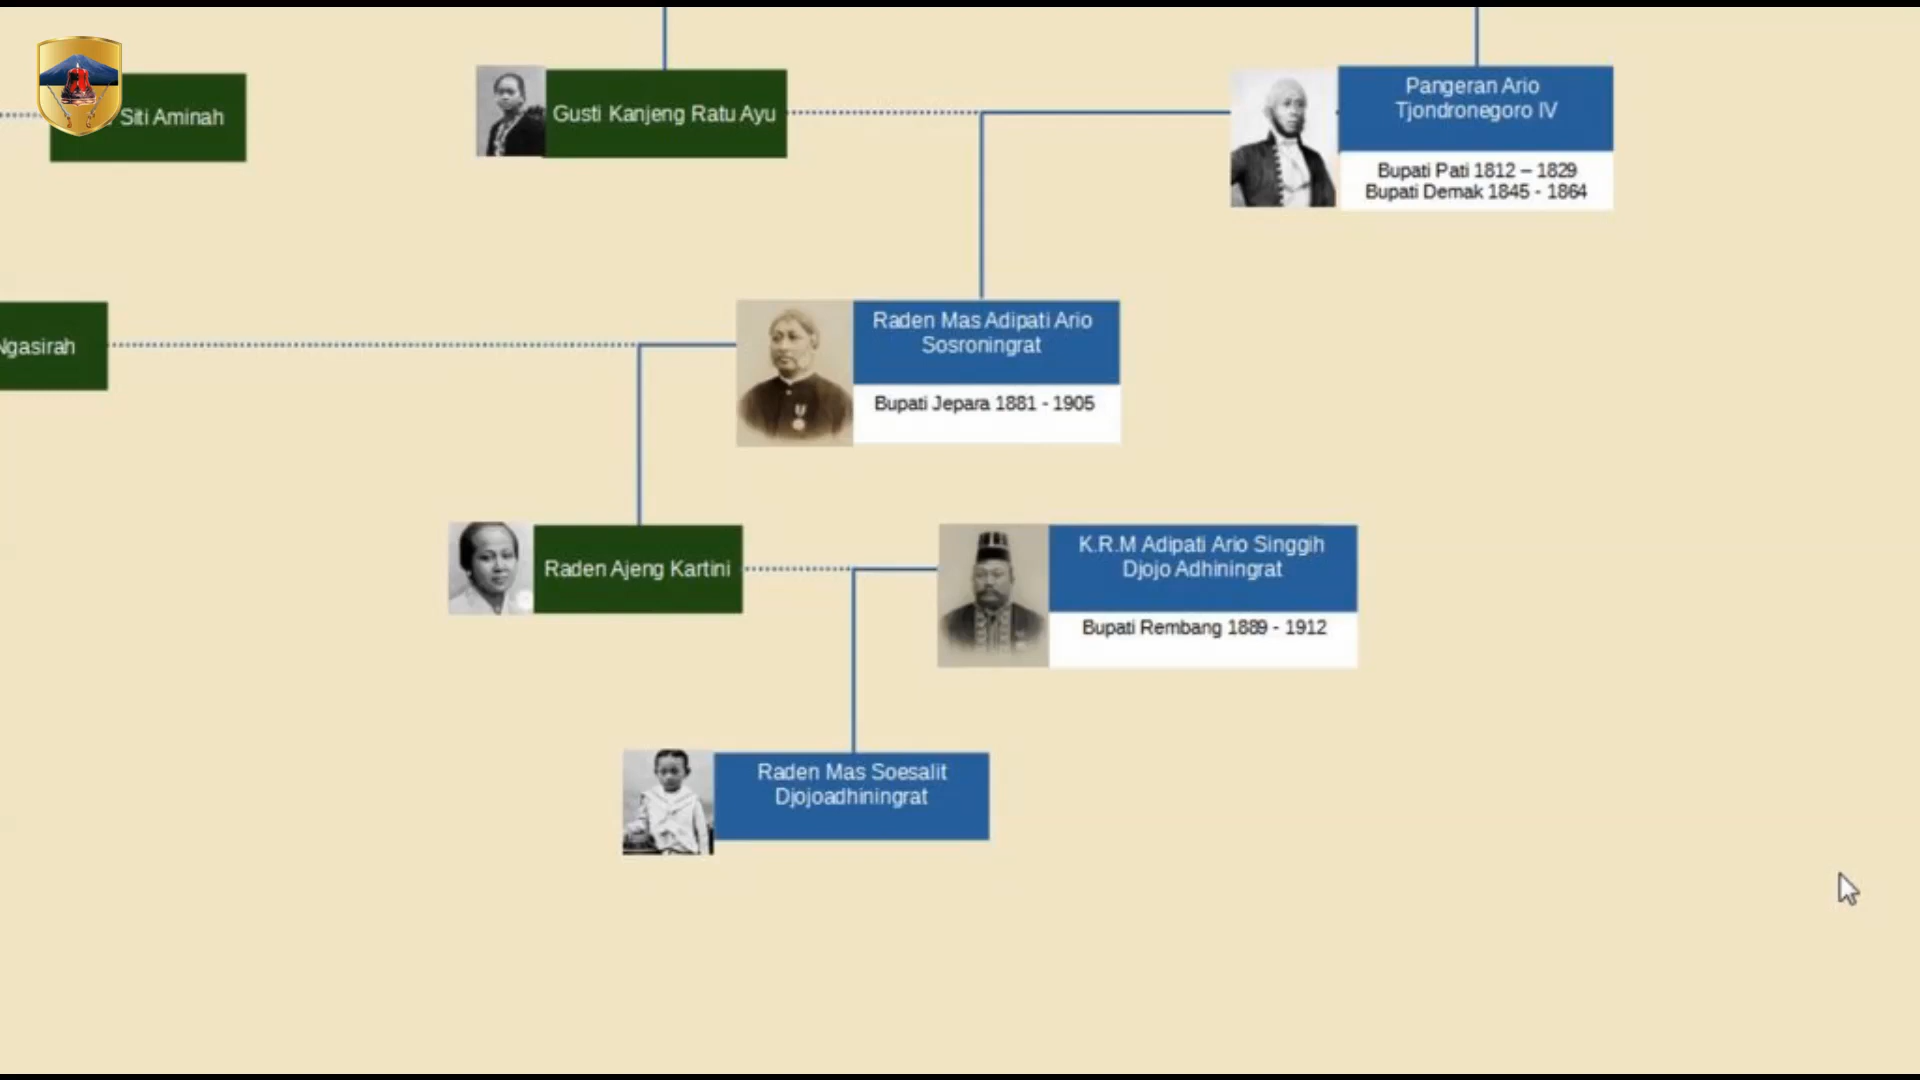 Siti Aminah
Gusti Kanjeng Ratu Ayu
Pangeran Ario
Tjondronegoro IV
Bupati Pati 1812 – 1829
Bupati Demak 1845 - 1864
Ngasirah
Raden Mas Adipati Ario
Sosroningrat
Bupati Jepara 1881 - 1905
Raden Ajeng Kartini
K.R.M Adipati Ario Singgih
Djojo Adhiningrat
Bupati Rembang 1889 - 1912
Raden Mas Soesalit
Djojoadhiningrat